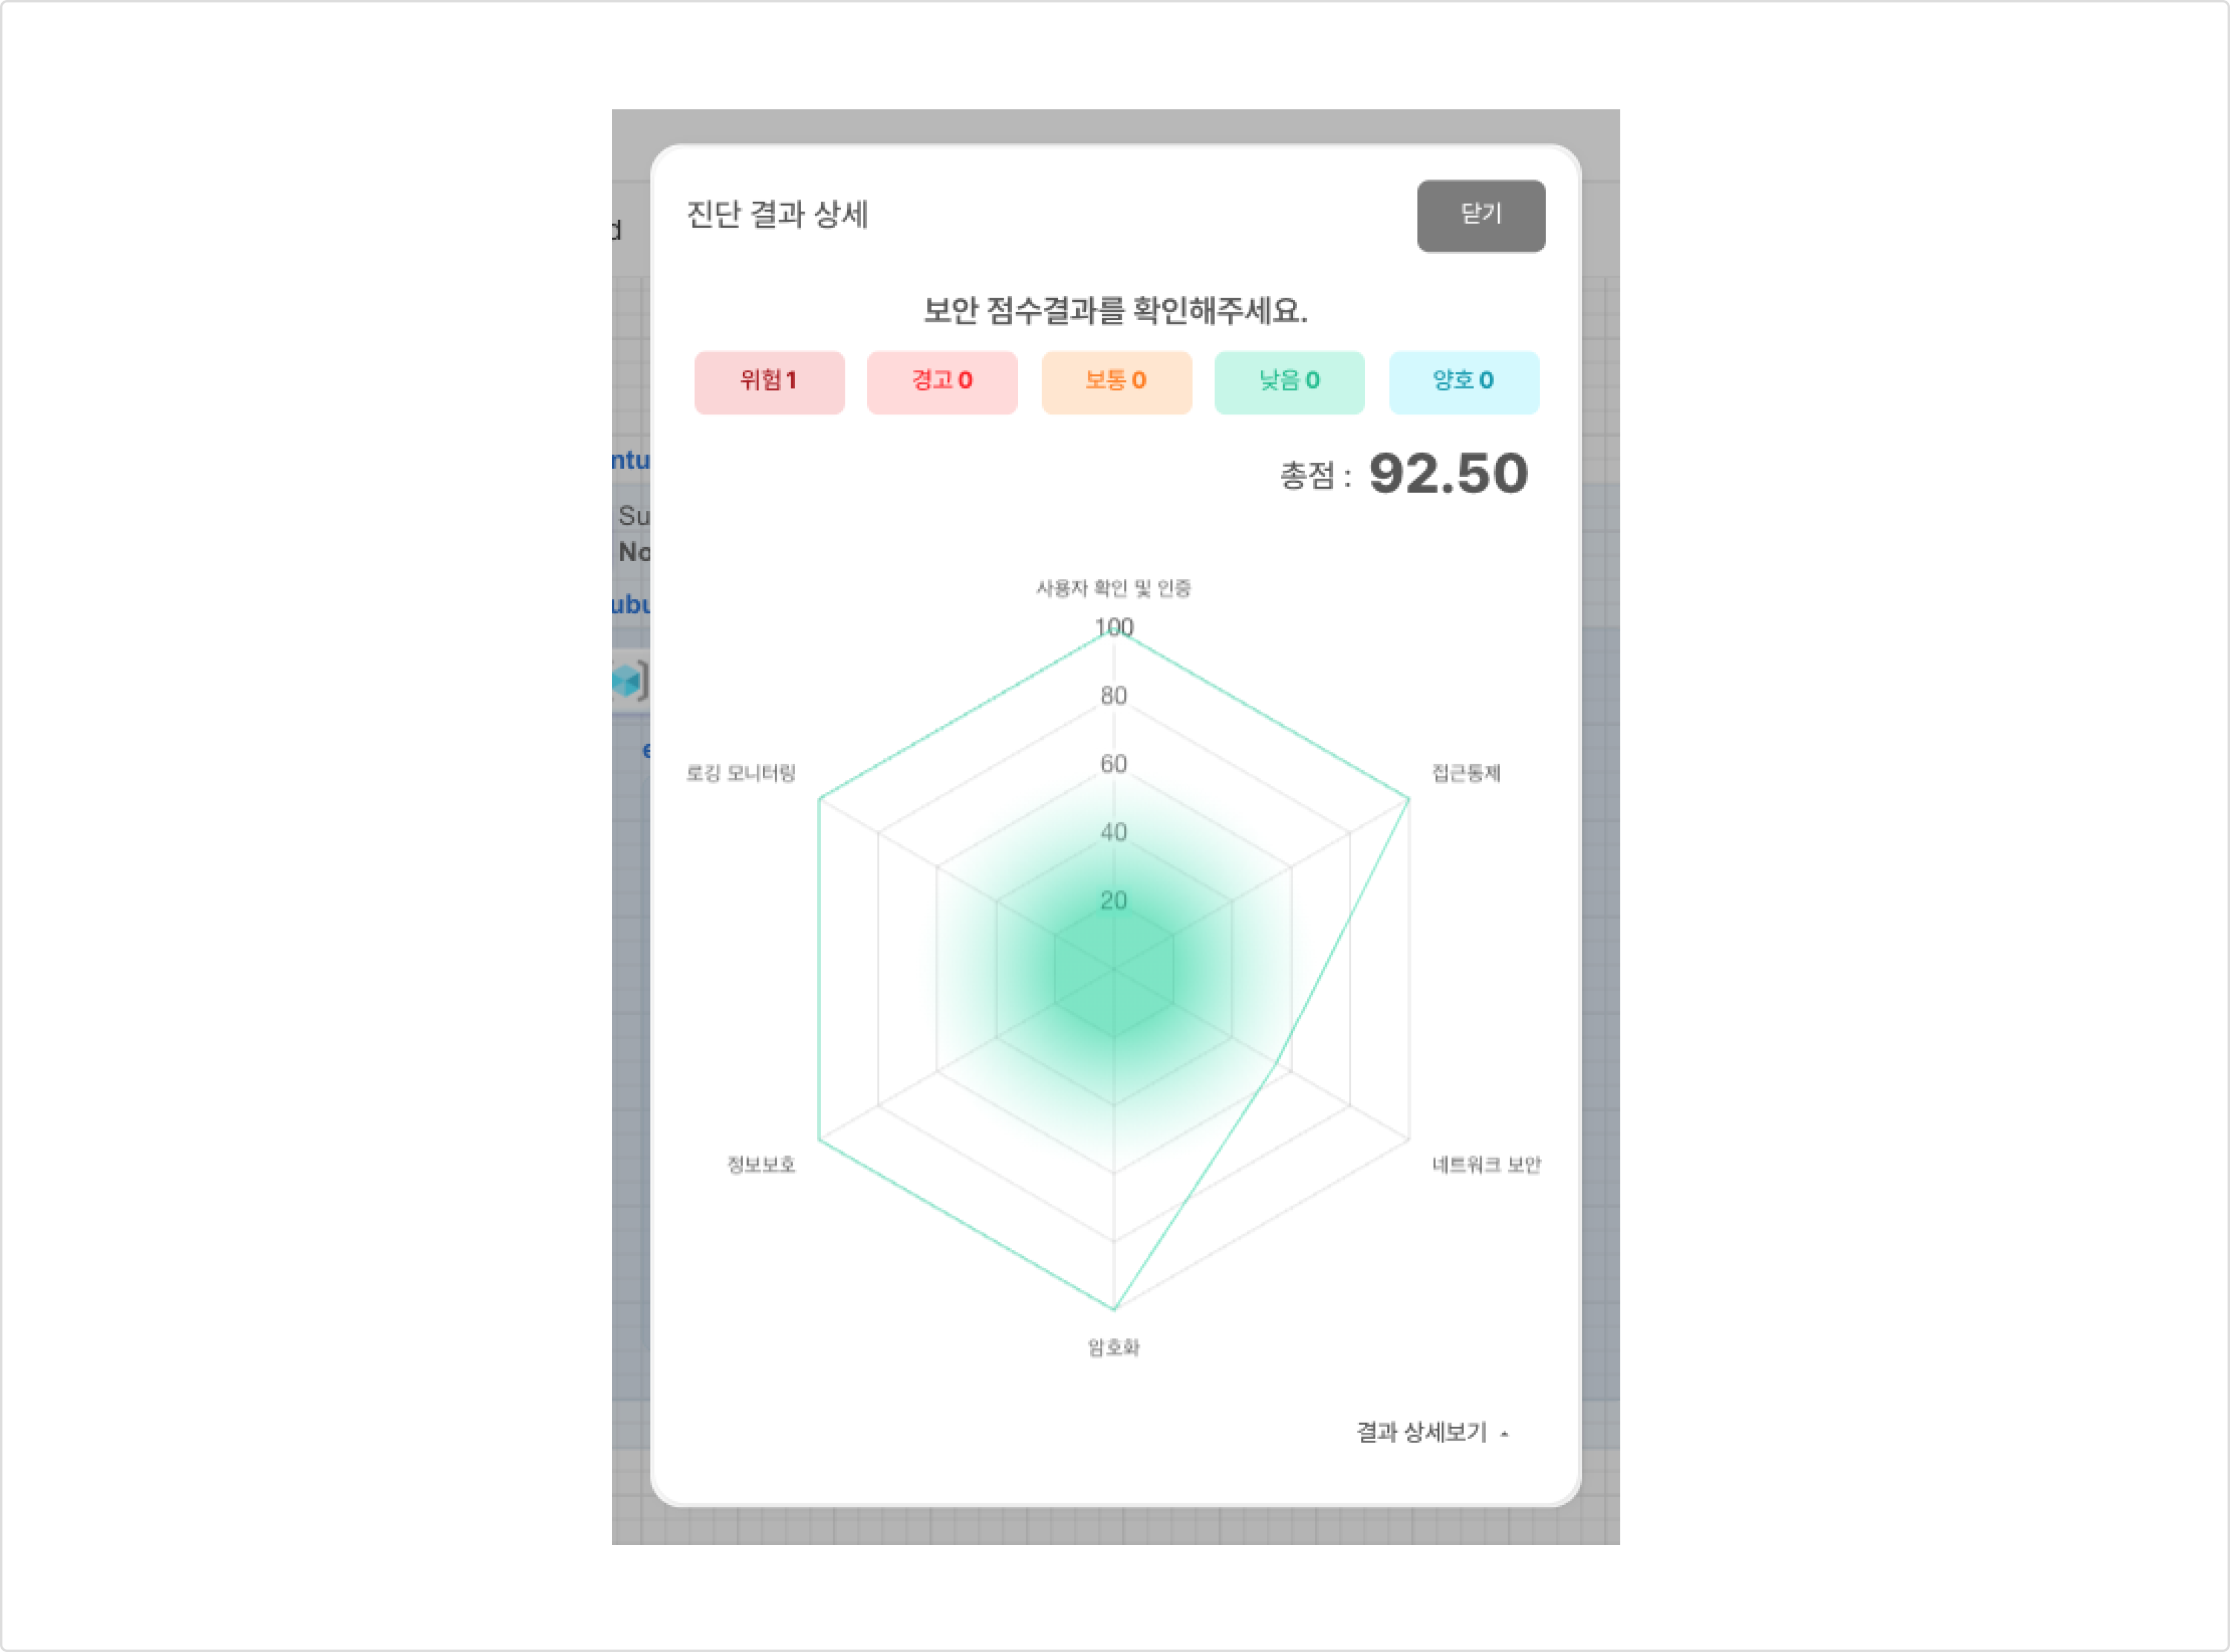 진단 결과 상세
닫기
보안 점수결과를 확인해주세요.
위험 1
경고 0
보통 0
낮음 0
양호 0
총점 : 92.50
사용자 확인 및 인증
100
80
60
40
20
로깅 모니터링
접근통제
정보보호
네트워크 보안
암호화
결과 상세보기
d
ntu
Su
No
ubu
e